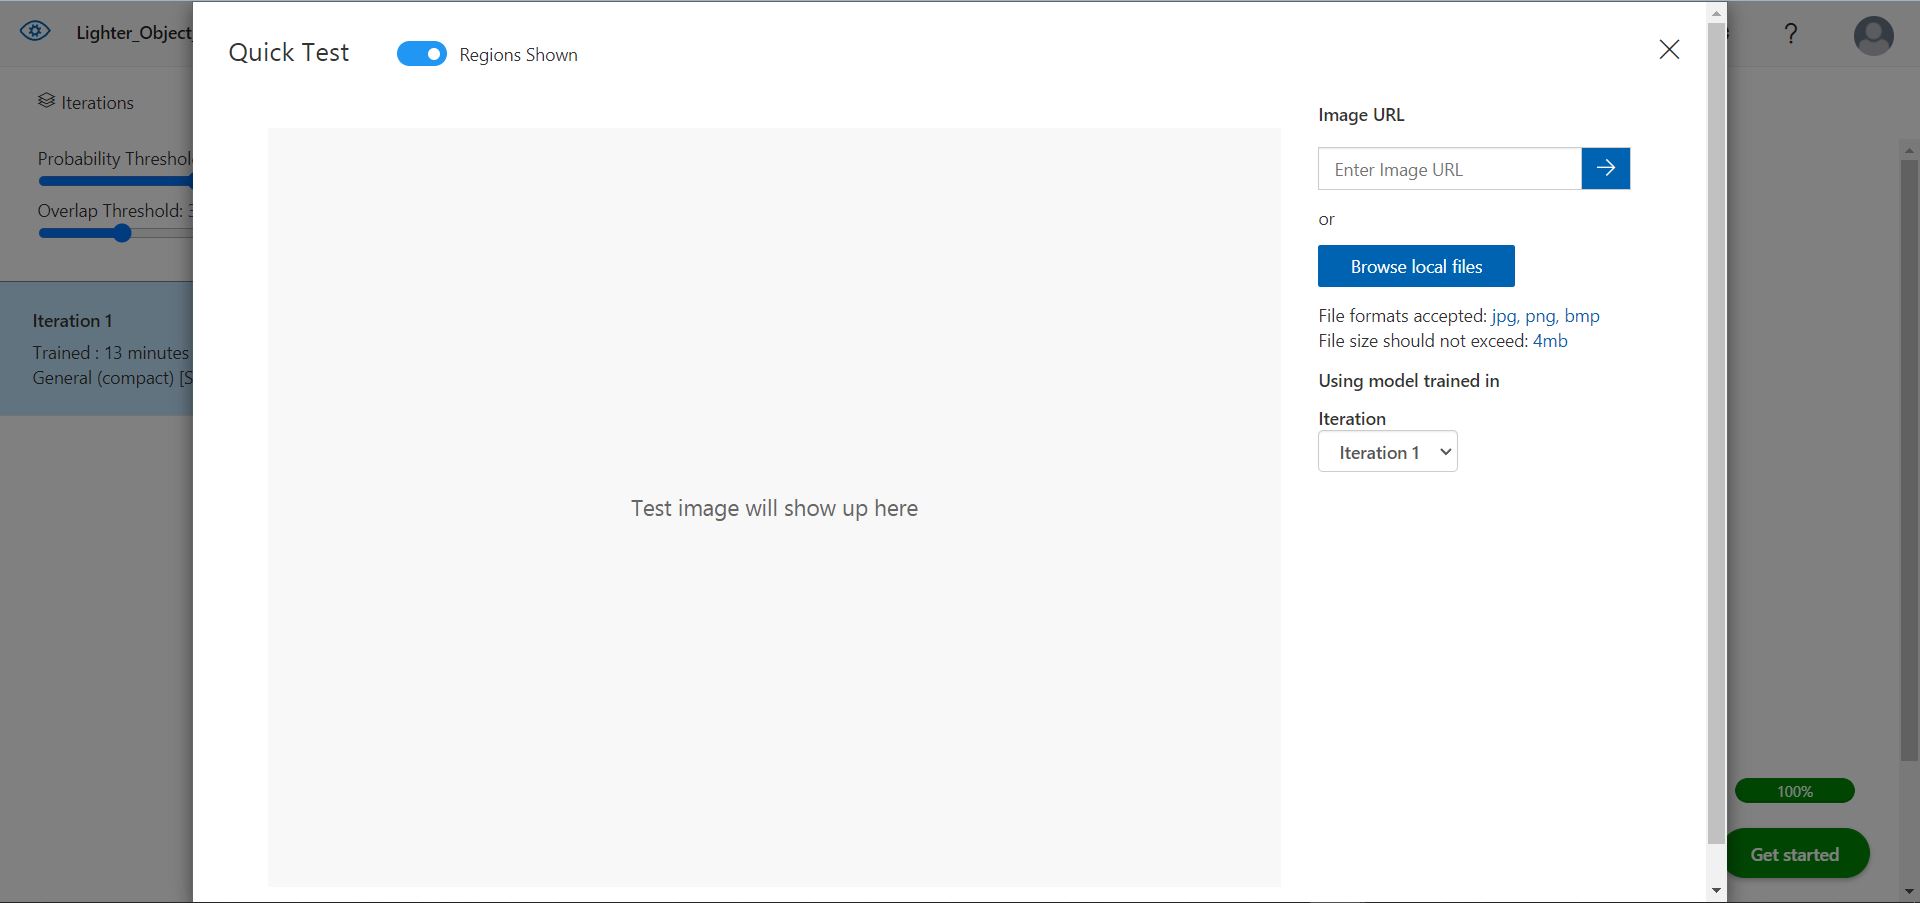 Lighter_Object_
Quick Test
Regions Shown
?
Iterations
Probability Threshol
Overlap Threshold: 3
Iteration 1
Trained : 13 minutes
General (compact) [S
Test image will show up here
Image URL
Enter Image URL
or
Browse local files
File formats accepted: jpg, png, bmp
File size should not exceed: 4mb
Using model trained in
Iteration
Iteration 1
100%
Get started